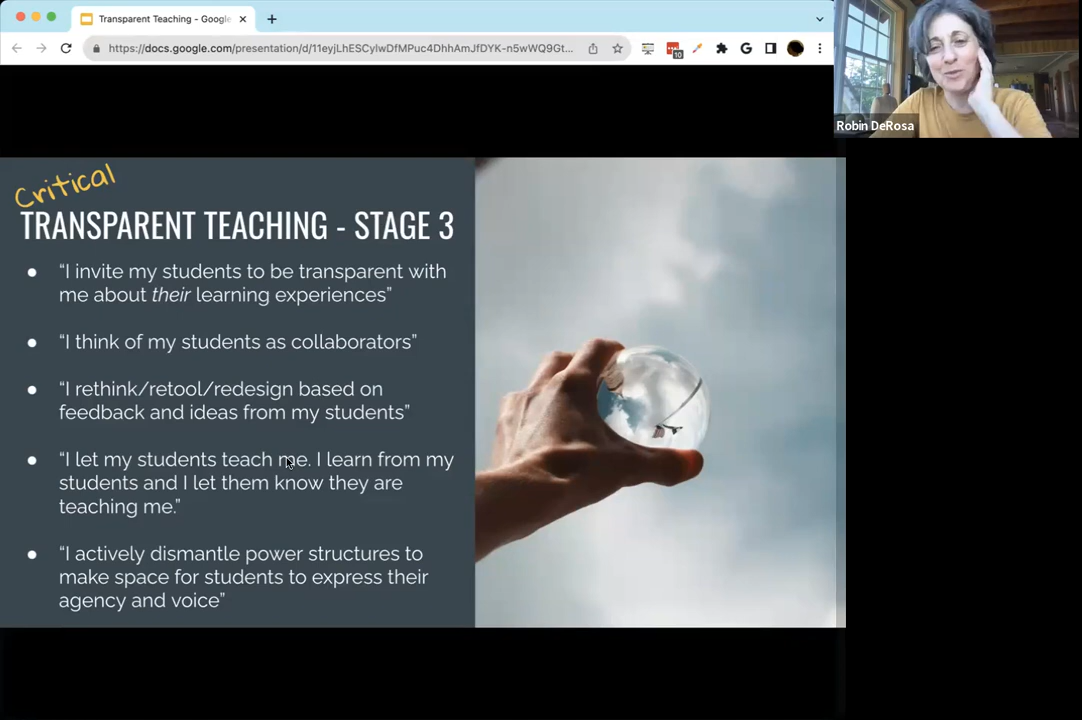 Transparent Teaching - Google
https://docs.google.com/presentation/d/11eyjLhESCylwDfMPuc4DhhAmJfDYK-n5wWQ9Gt...
10
Robin DeRosa
Critical
TRANSPARENT TEACHING - STAGE 3
● “I invite my students to be transparent with
me about their learning experiences”
● “I think of my students as collaborators”
● “I rethink/retool/redesign based on
feedback and ideas from my students”
● “I let my students teach me. I learn from my
students and I let them know they are
teaching me.”
● “I actively dismantle power structures to
make space for students to express their
agency and voice”